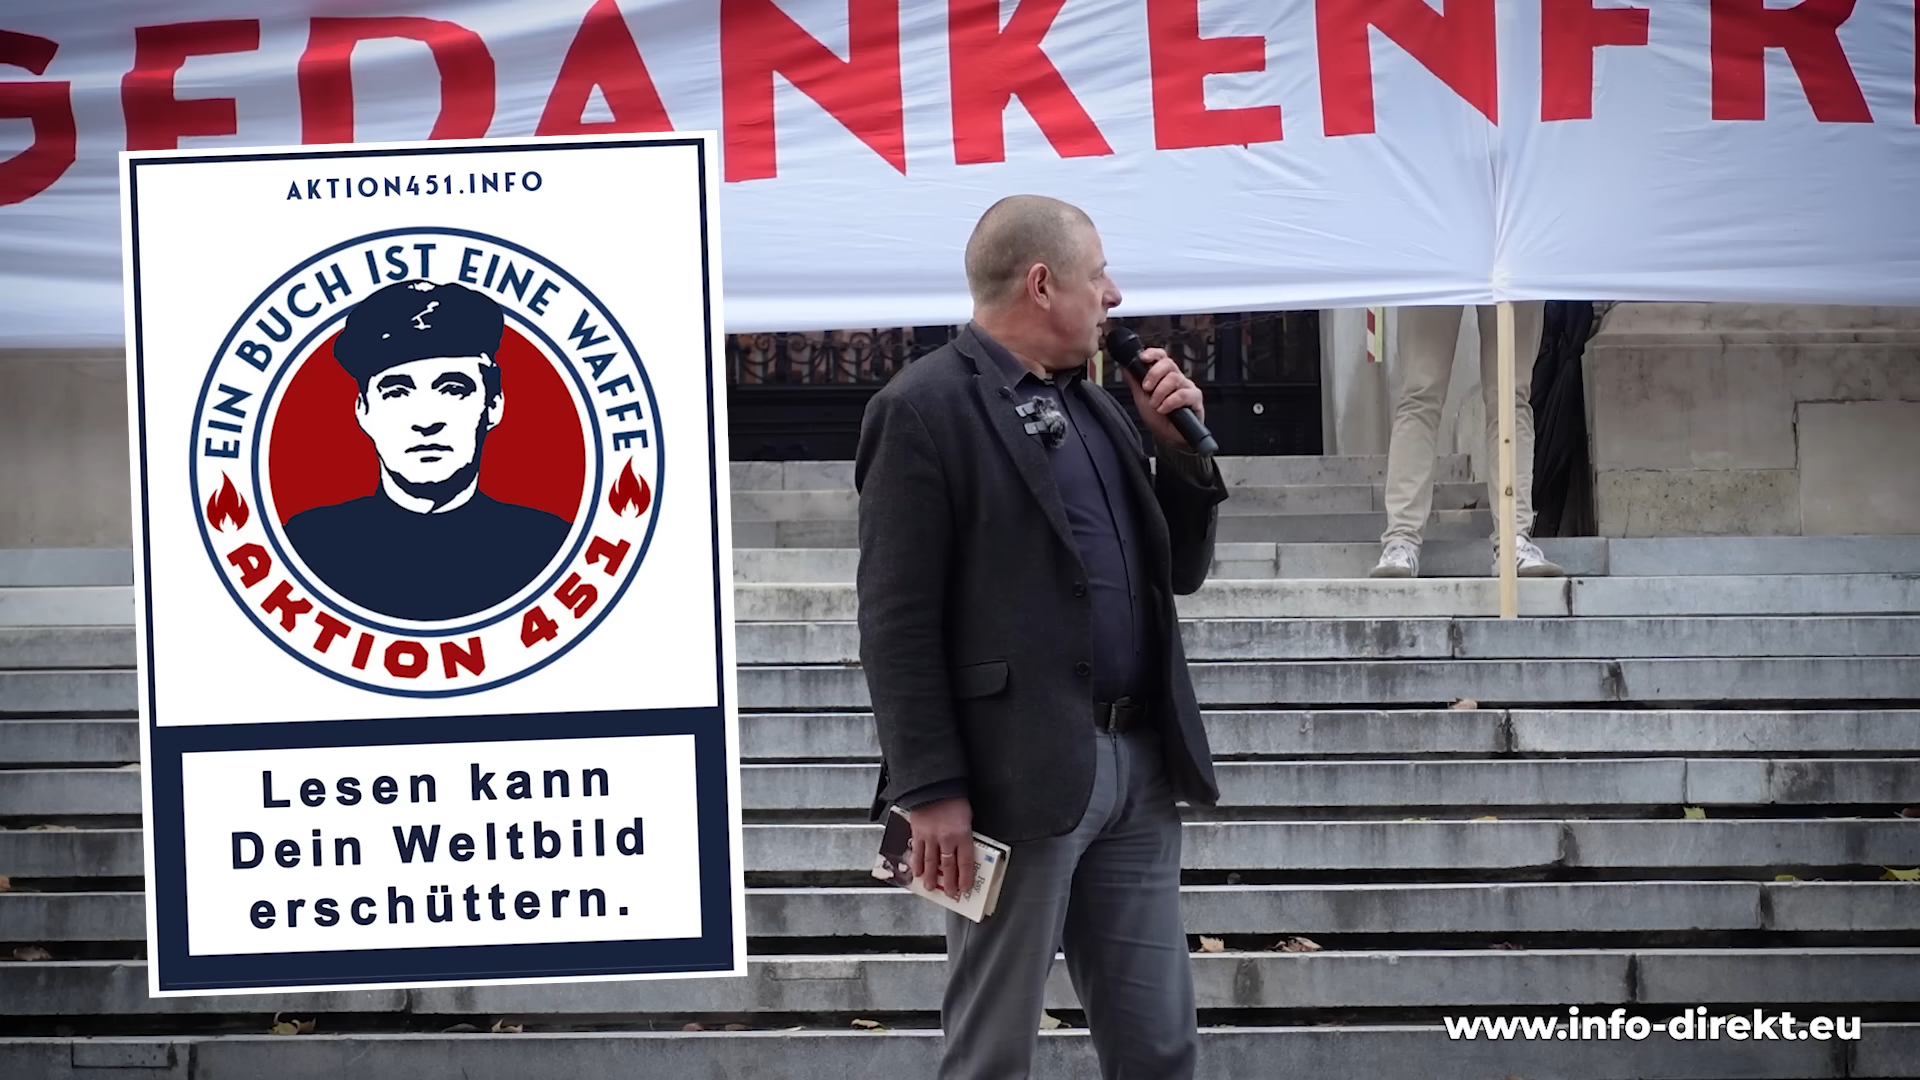 GEDANKENFR
AKTION451.INFO
EIN BUCH IST EINE WAFFE
AKTION 451
Lesen kann
Dein Weltbild
erschüttern.
Ray
www.info-direkt.eu